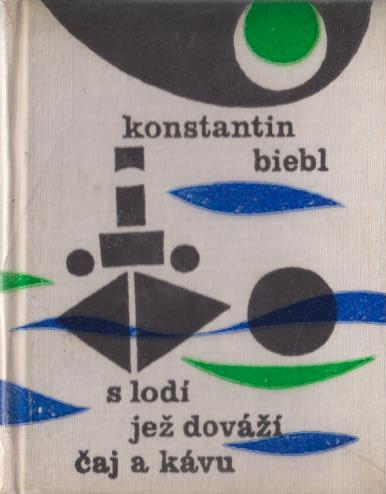 konstantin
biebl
s lodí
jež dováží
čaj a kávu